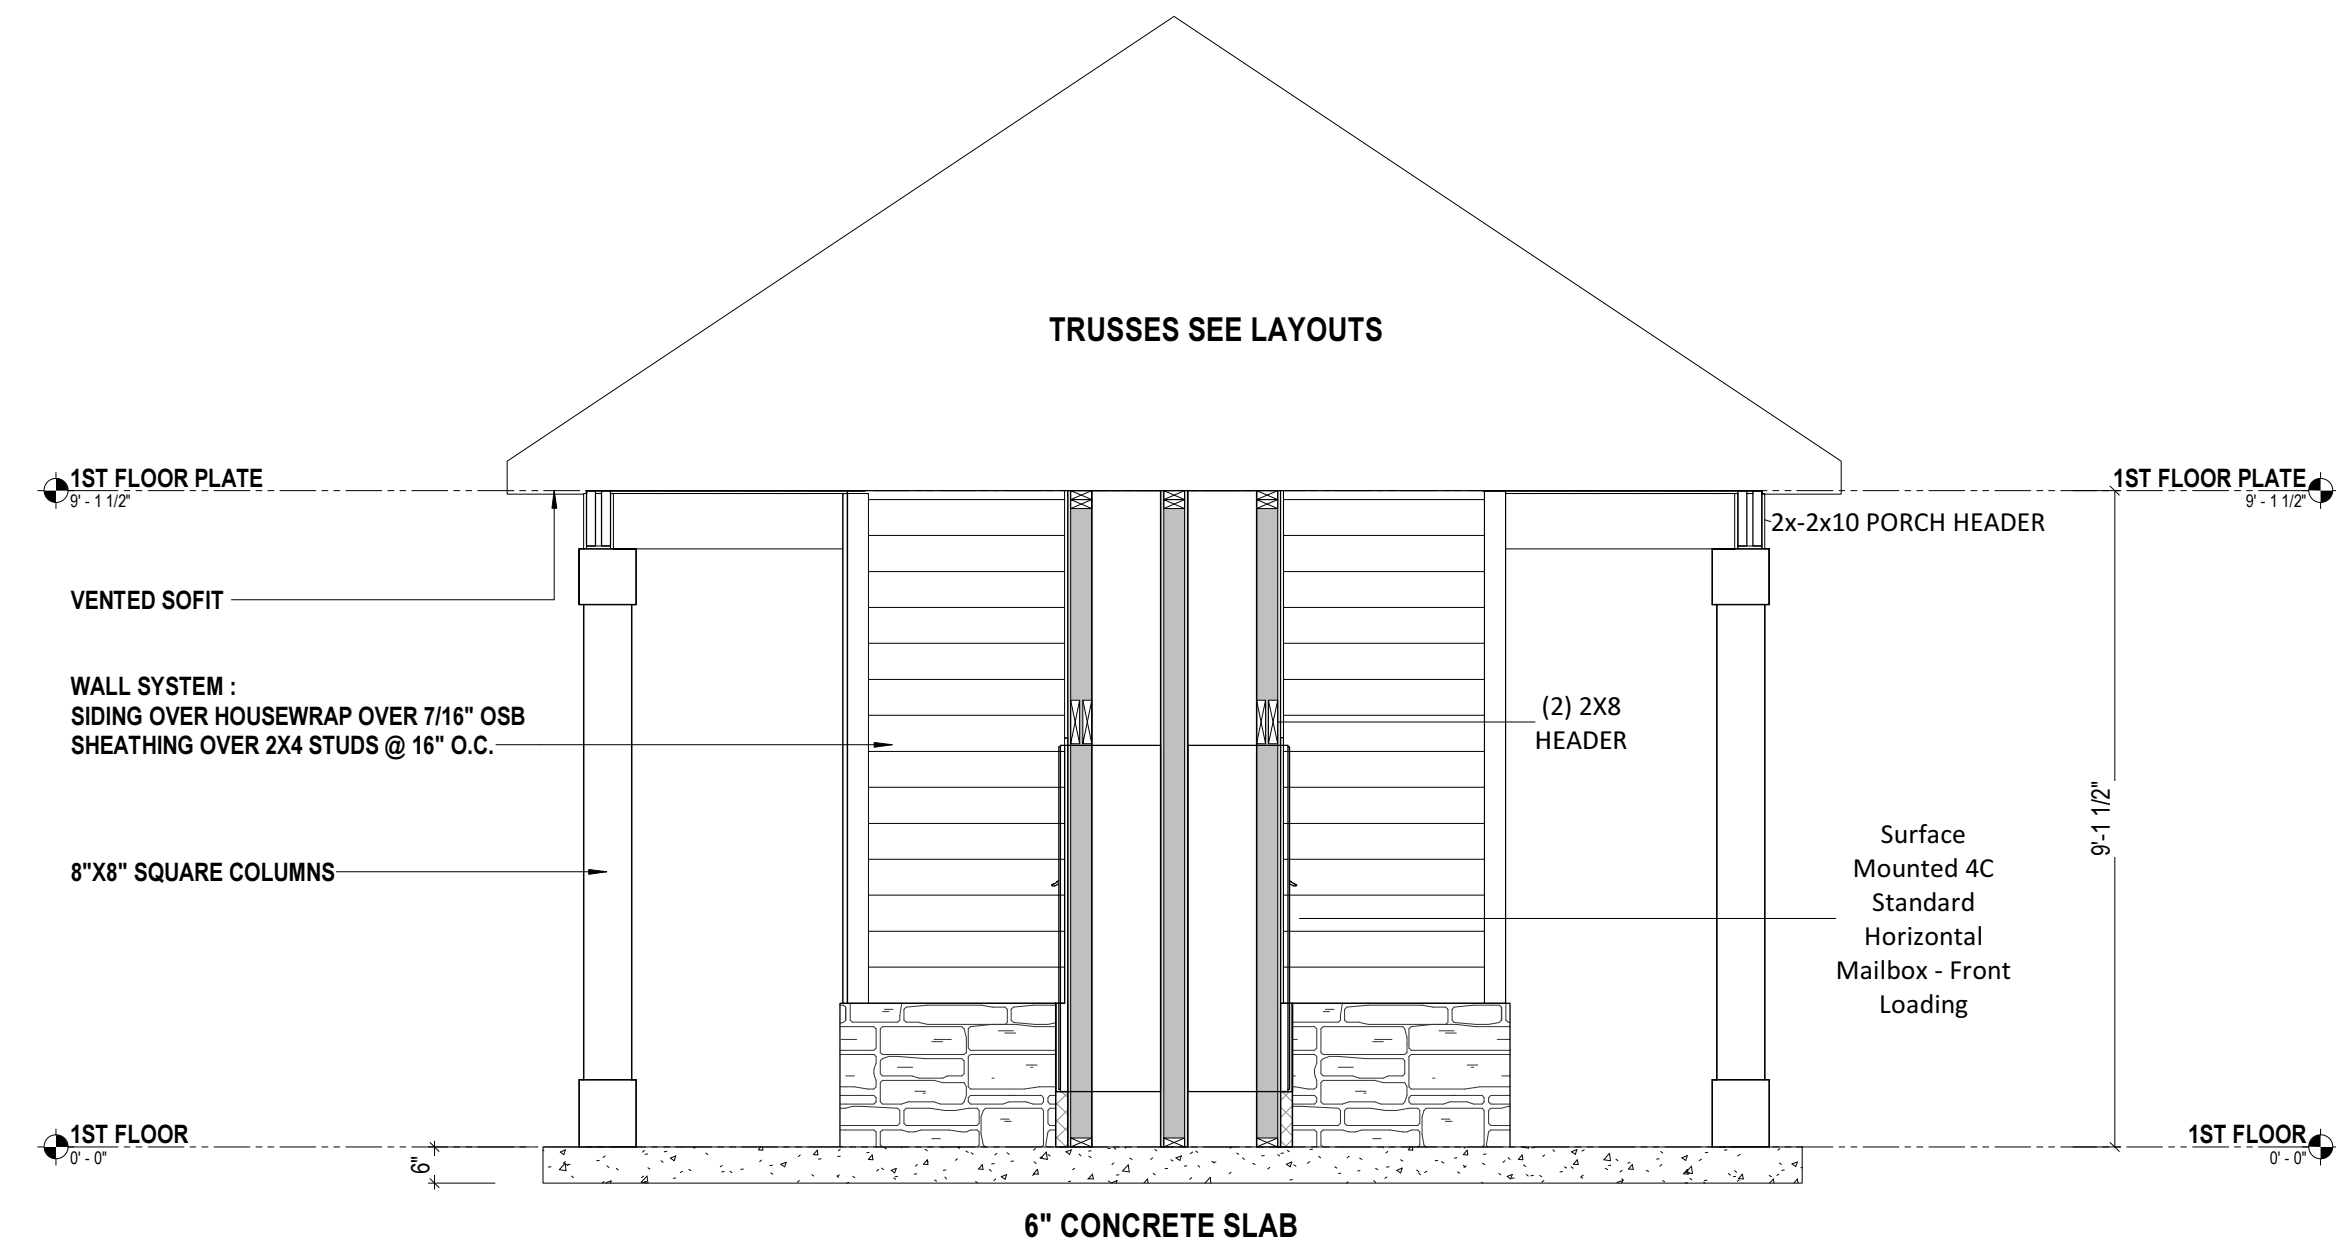 TRUSSES SEE LAYOUTS
1ST FLOOR PLATE
9' - 1 1/2"
1ST FLOOR PLATE
9' - 1 1/2"
2x-2x10 PORCH HEADER
VENTED SOFIT
WALL SYSTEM :
SIDING OVER HOUSEWRAP OVER 7/16" OSB
SHEATHING OVER 2X4 STUDS @ 16" O.C.
(2) 2X8
HEADER
8"X8" SQUARE COLUMNS
Surface
Mounted 4C
Standard
Horizontal
Mailbox - Front
Loading
9'-1 1/2"
1ST FLOOR
0' - 0"
6"
1ST FLOOR
0' - 0"
6" CONCRETE SLAB